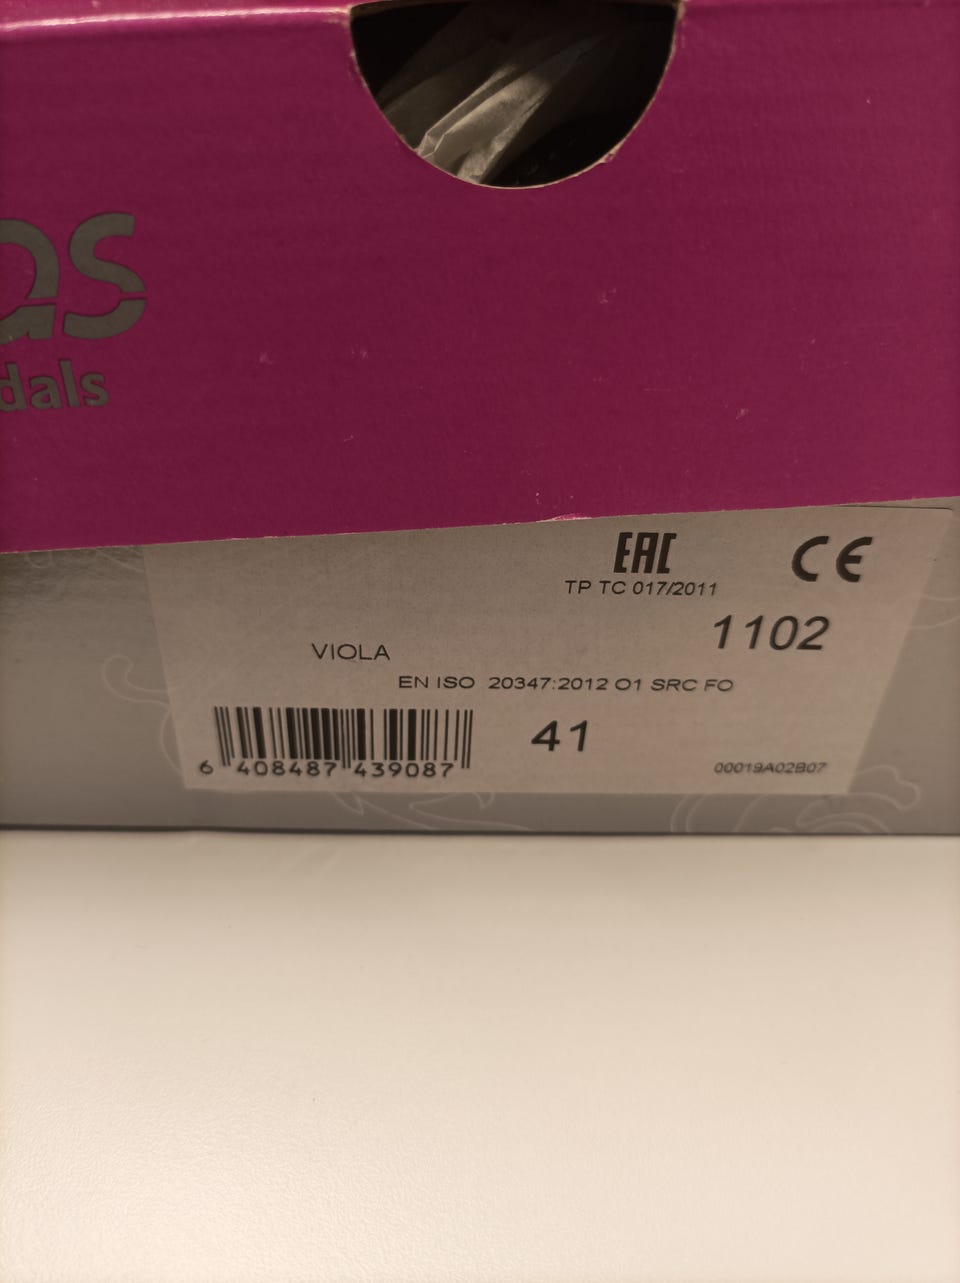 as
dals
EAC CE
TP TC 017/2011
1102
VIOLA
EN ISO 20347:2012 O1 SRC FO
41
6 408487 439087
00019A02B07